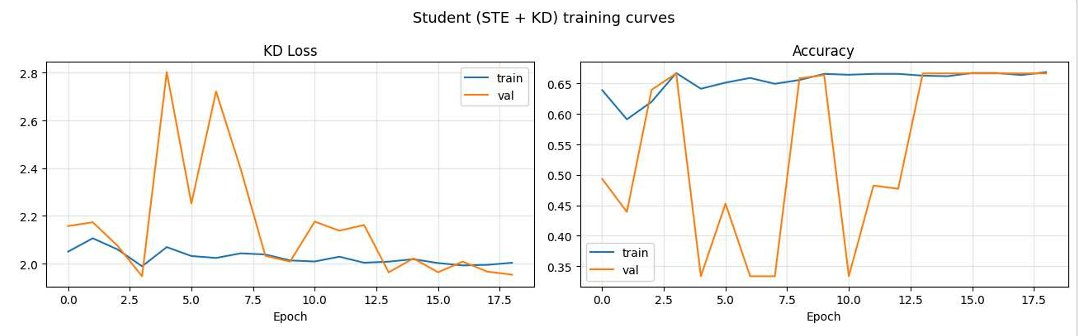 Student (STE + KD) training curves
KD Loss
train
val
2.8
2.6
2.4
2.2
2.0
0.0 2.5 5.0 7.5 10.0 12.5 15.0 17.5
Epoch
Accuracy
0.65
0.60
0.55
0.50
0.45
0.40
0.35
train
val
0.0 2.5 5.0 7.5 10.0 12.5 15.0 17.5
Epoch